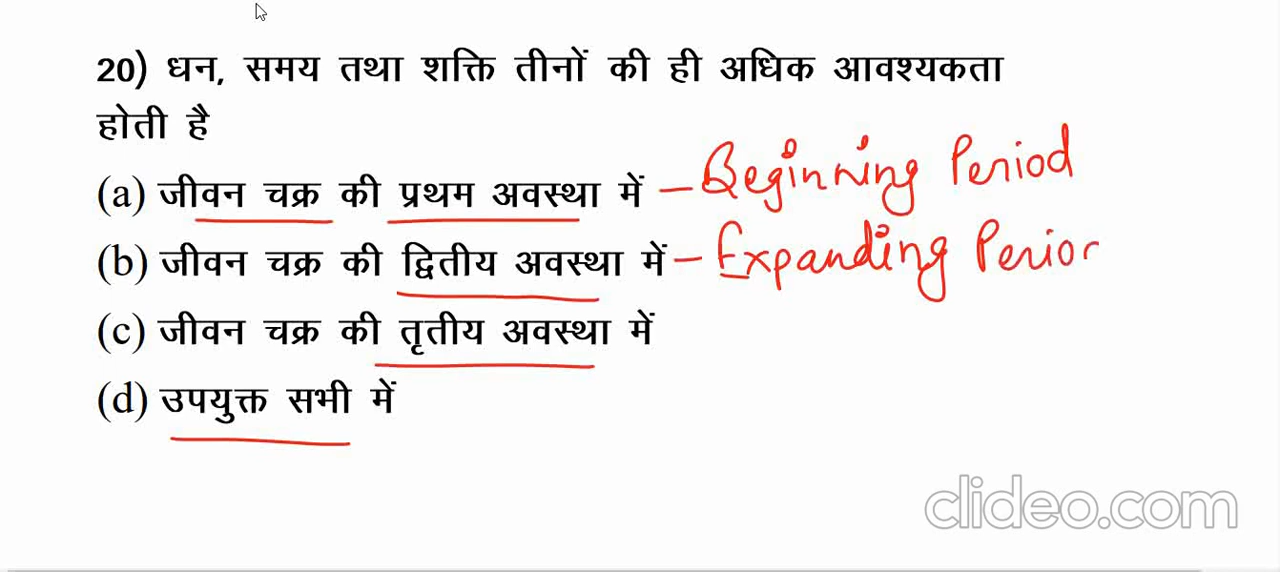 20) धन, समय तथा शक्ति तीनों की ही अधिक आवश्यकता
होती है
(a) जीवन चक्र की प्रथम अवस्था में – Beginning Period
(b) जीवन चक्र की द्वितीय अवस्था में – Expanding Perior
(c) जीवन चक्र की तृतीय अवस्था में
(d) उपयुक्त सभी में
clideo.com